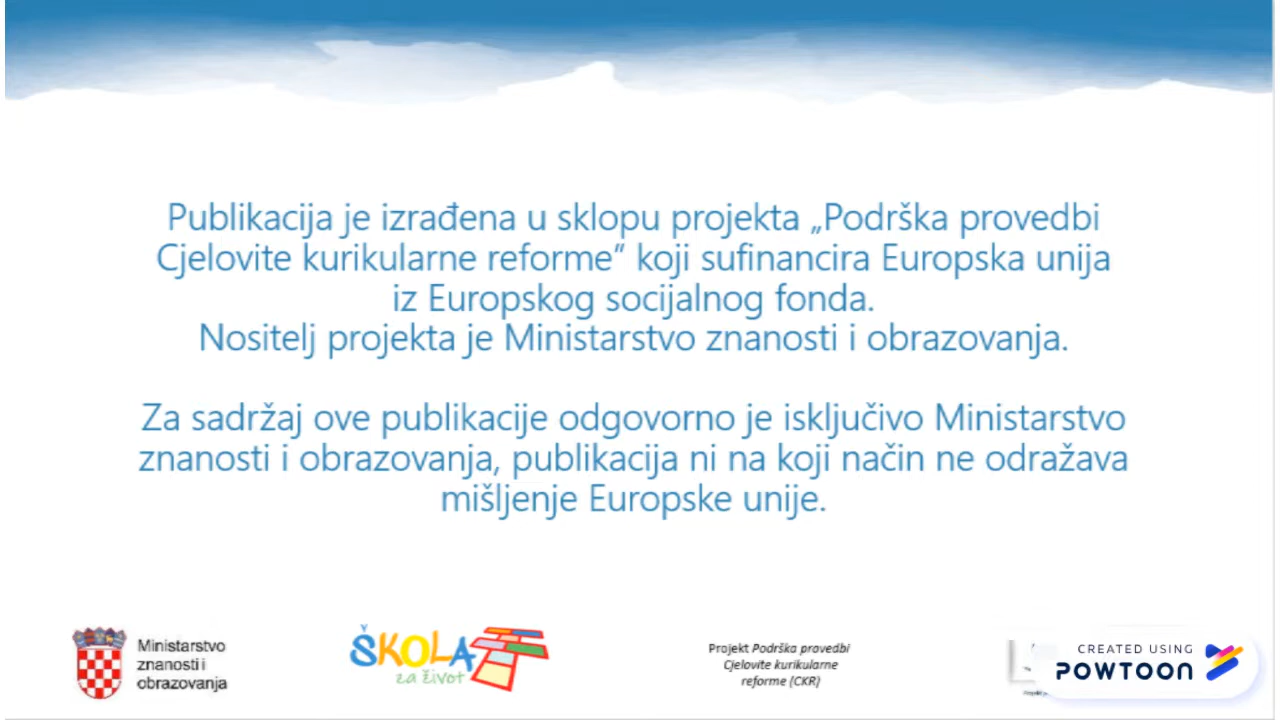 Publikacija je izrađena u sklopu projekta „Podrška provedbi
Cjelovite kurikularne reforme” koji sufinancira Europska unija
iz Europskog socijalnog fonda.
Nositelj projekta je Ministarstvo znanosti i obrazovanja.
Za sadržaj ove publikacije odgovorno je isključivo Ministarstvo
znanosti i obrazovanja, publikacija ni na koji način ne odražava
mišljenje Europske unije.
Ministarstvo
znanosti i
obrazovanja
ŠKOLA
za život
Projekt Podrška provedbi
Cjelovite kurikularne
reforme (CKR)
CREATED USING
POWTOON